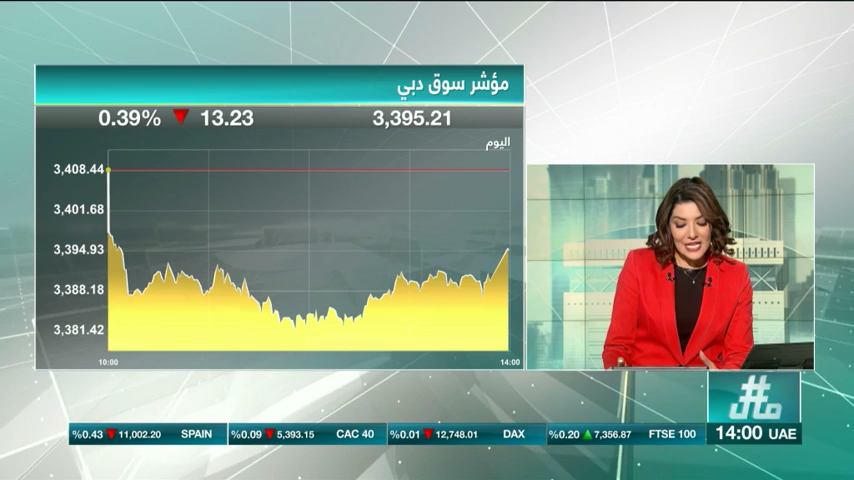 مؤشر سوق دبي
3,395.21 13.23 0.39%
اليوم
3,408.44
3,401.68
3,394.93
3,388.18
3,381.42
10:00 14:00
#مال
%0.43 11,002.20 SPAIN %0.09 5,393.15 CAC 40 %0.01 12,748.01 DAX %0.20 7,356.87 FTSE 100 14:00 UAE